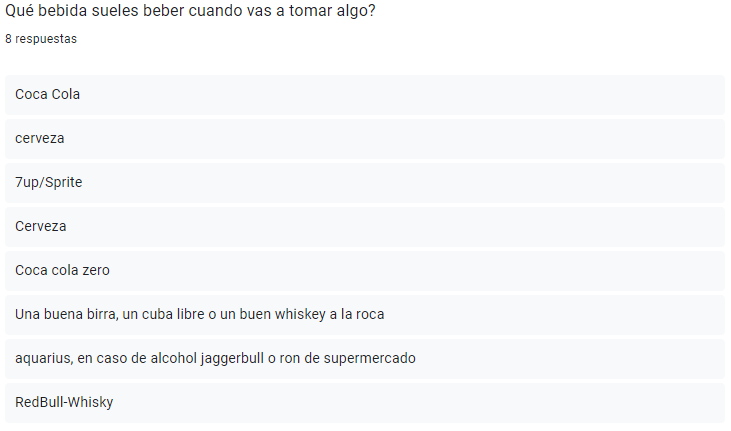 Qué bebida sueles beber cuando vas a tomar algo?
8 respuestas
Coca Cola
cerveza
7up/Sprite
Cerveza
Coca cola zero
Una buena birra, un cuba libre o un buen whiskey a la roca
aquarius, en caso de alcohol jaggerbull o ron de supermercado
RedBull-Whisky